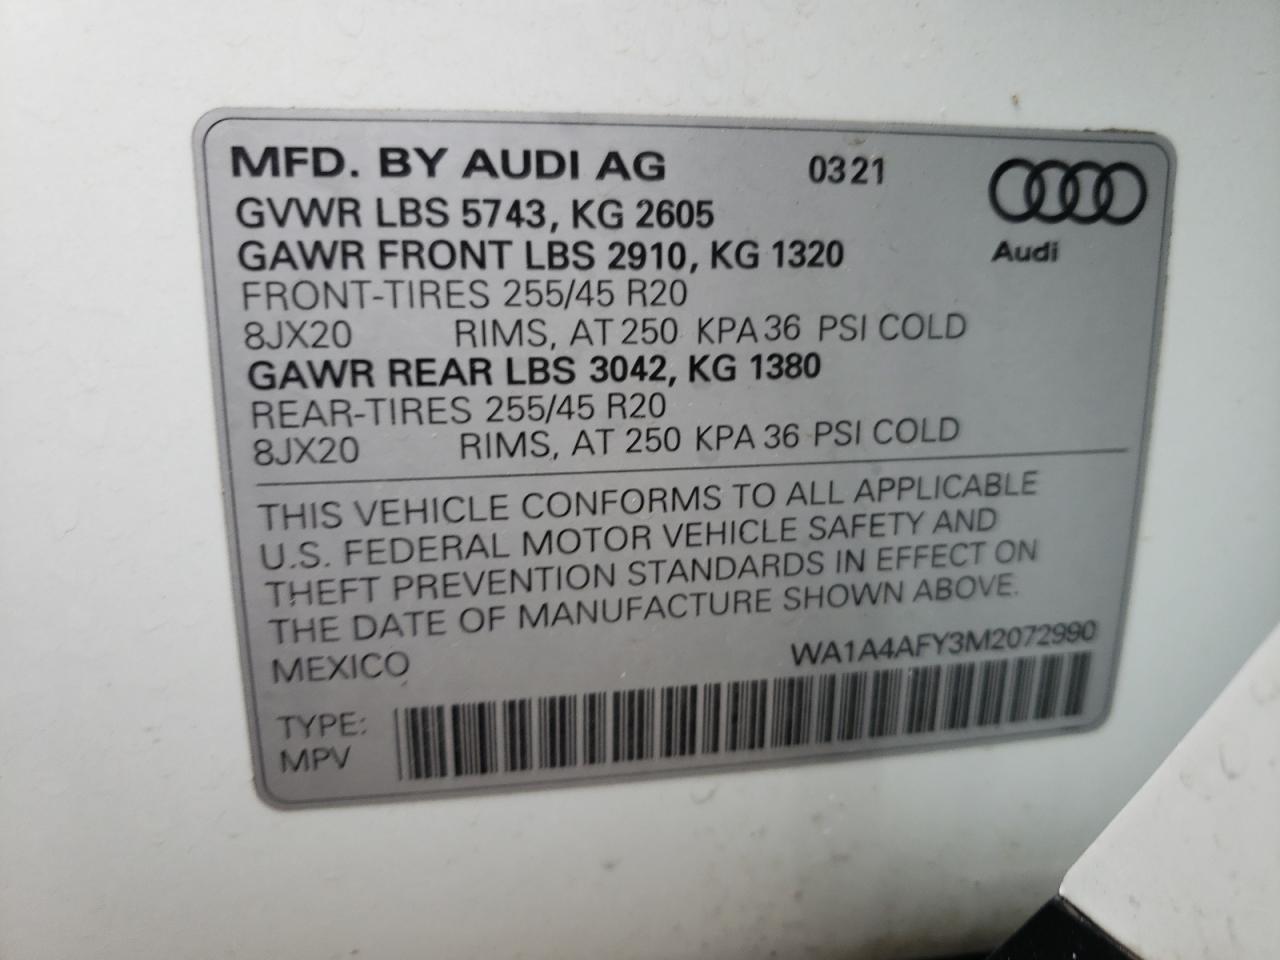 MFD. BY AUDI AG 0321
GVWR LBS 5743, KG 2605
GAWR FRONT LBS 2910, KG 1320
Audi
FRONT-TIRES 255/45 R20
8JX20 RIMS, AT 250 KPA 36 PSI COLD
GAWR REAR LBS 3042, KG 1380
REAR-TIRES 255/45 R20
8JX20 RIMS, AT 250 KPA 36 PSI COLD
THIS VEHICLE CONFORMS TO ALL APPLICABLE
U.S. FEDERAL MOTOR VEHICLE SAFETY AND
THEFT PREVENTION STANDARDS IN EFFECT ON
THE DATE OF MANUFACTURE SHOWN ABOVE.
MEXICO WA1A4AFY3M2072990
TYPE:
MPV